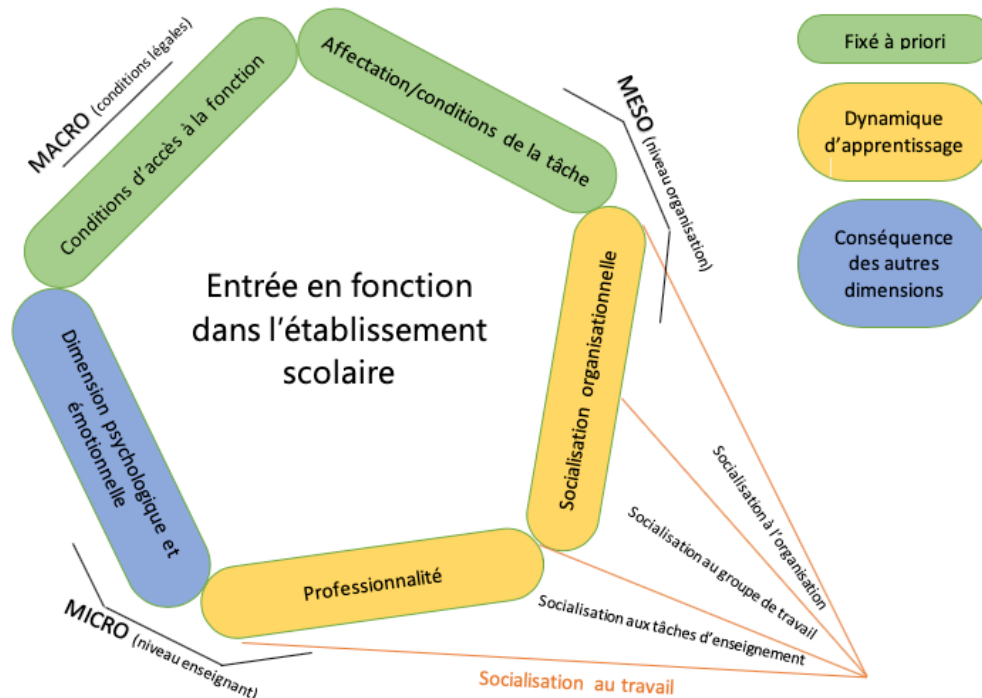 MACRO (conditions légales)
Conditions d'accès à la fonction
Affectation/conditions de la tâche
MESO (niveau organisation)
Fixé à priori
Dynamique
d'apprentissage
Conséquence
des autres
dimensions
Entrée en fonction
dans l'établissement
scolaire
Socialisation organisationnelle
Dimension psychologique et
émotionnelle
Professionnalité
MICRO (niveau enseignant)
Socialisation à l'organisation
Socialisation au groupe de travail
Socialisation aux tâches d'enseignement
Socialisation au travail